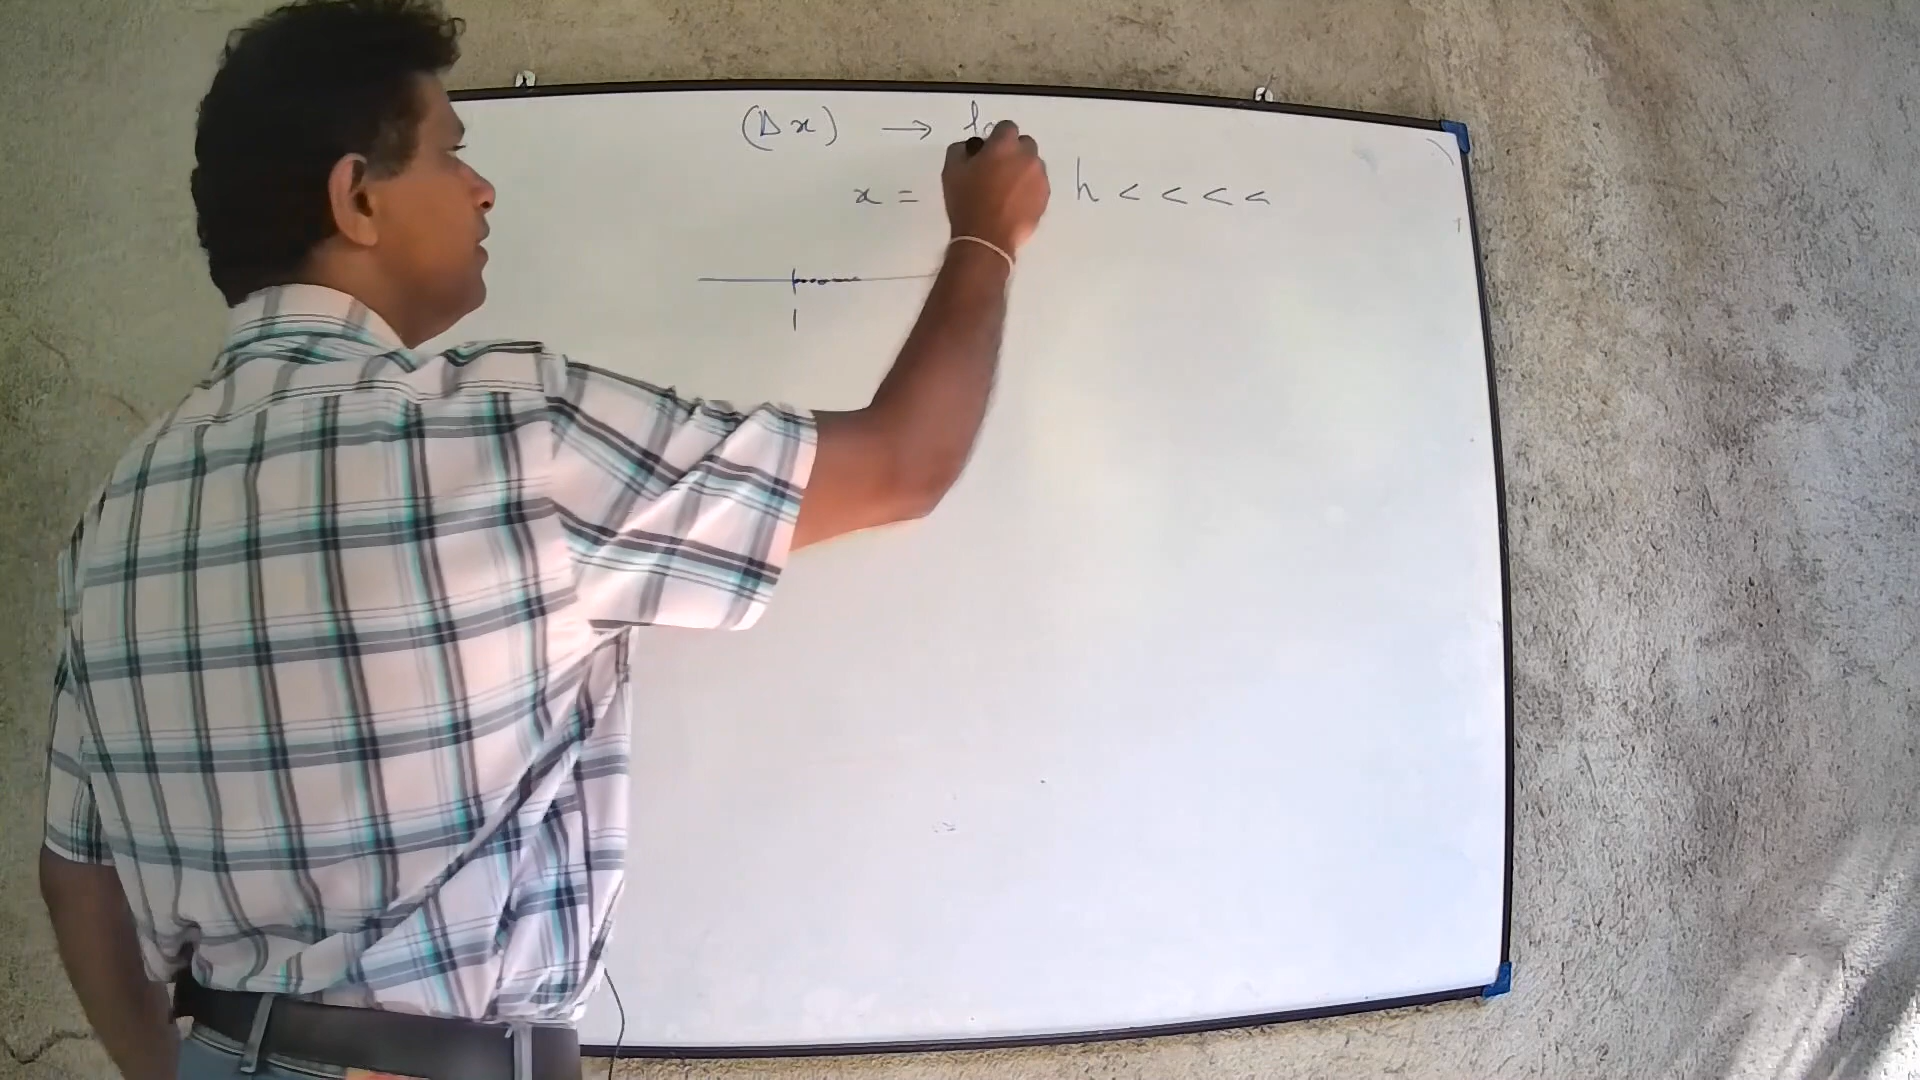 (Δx) →
x = h < < < <
1